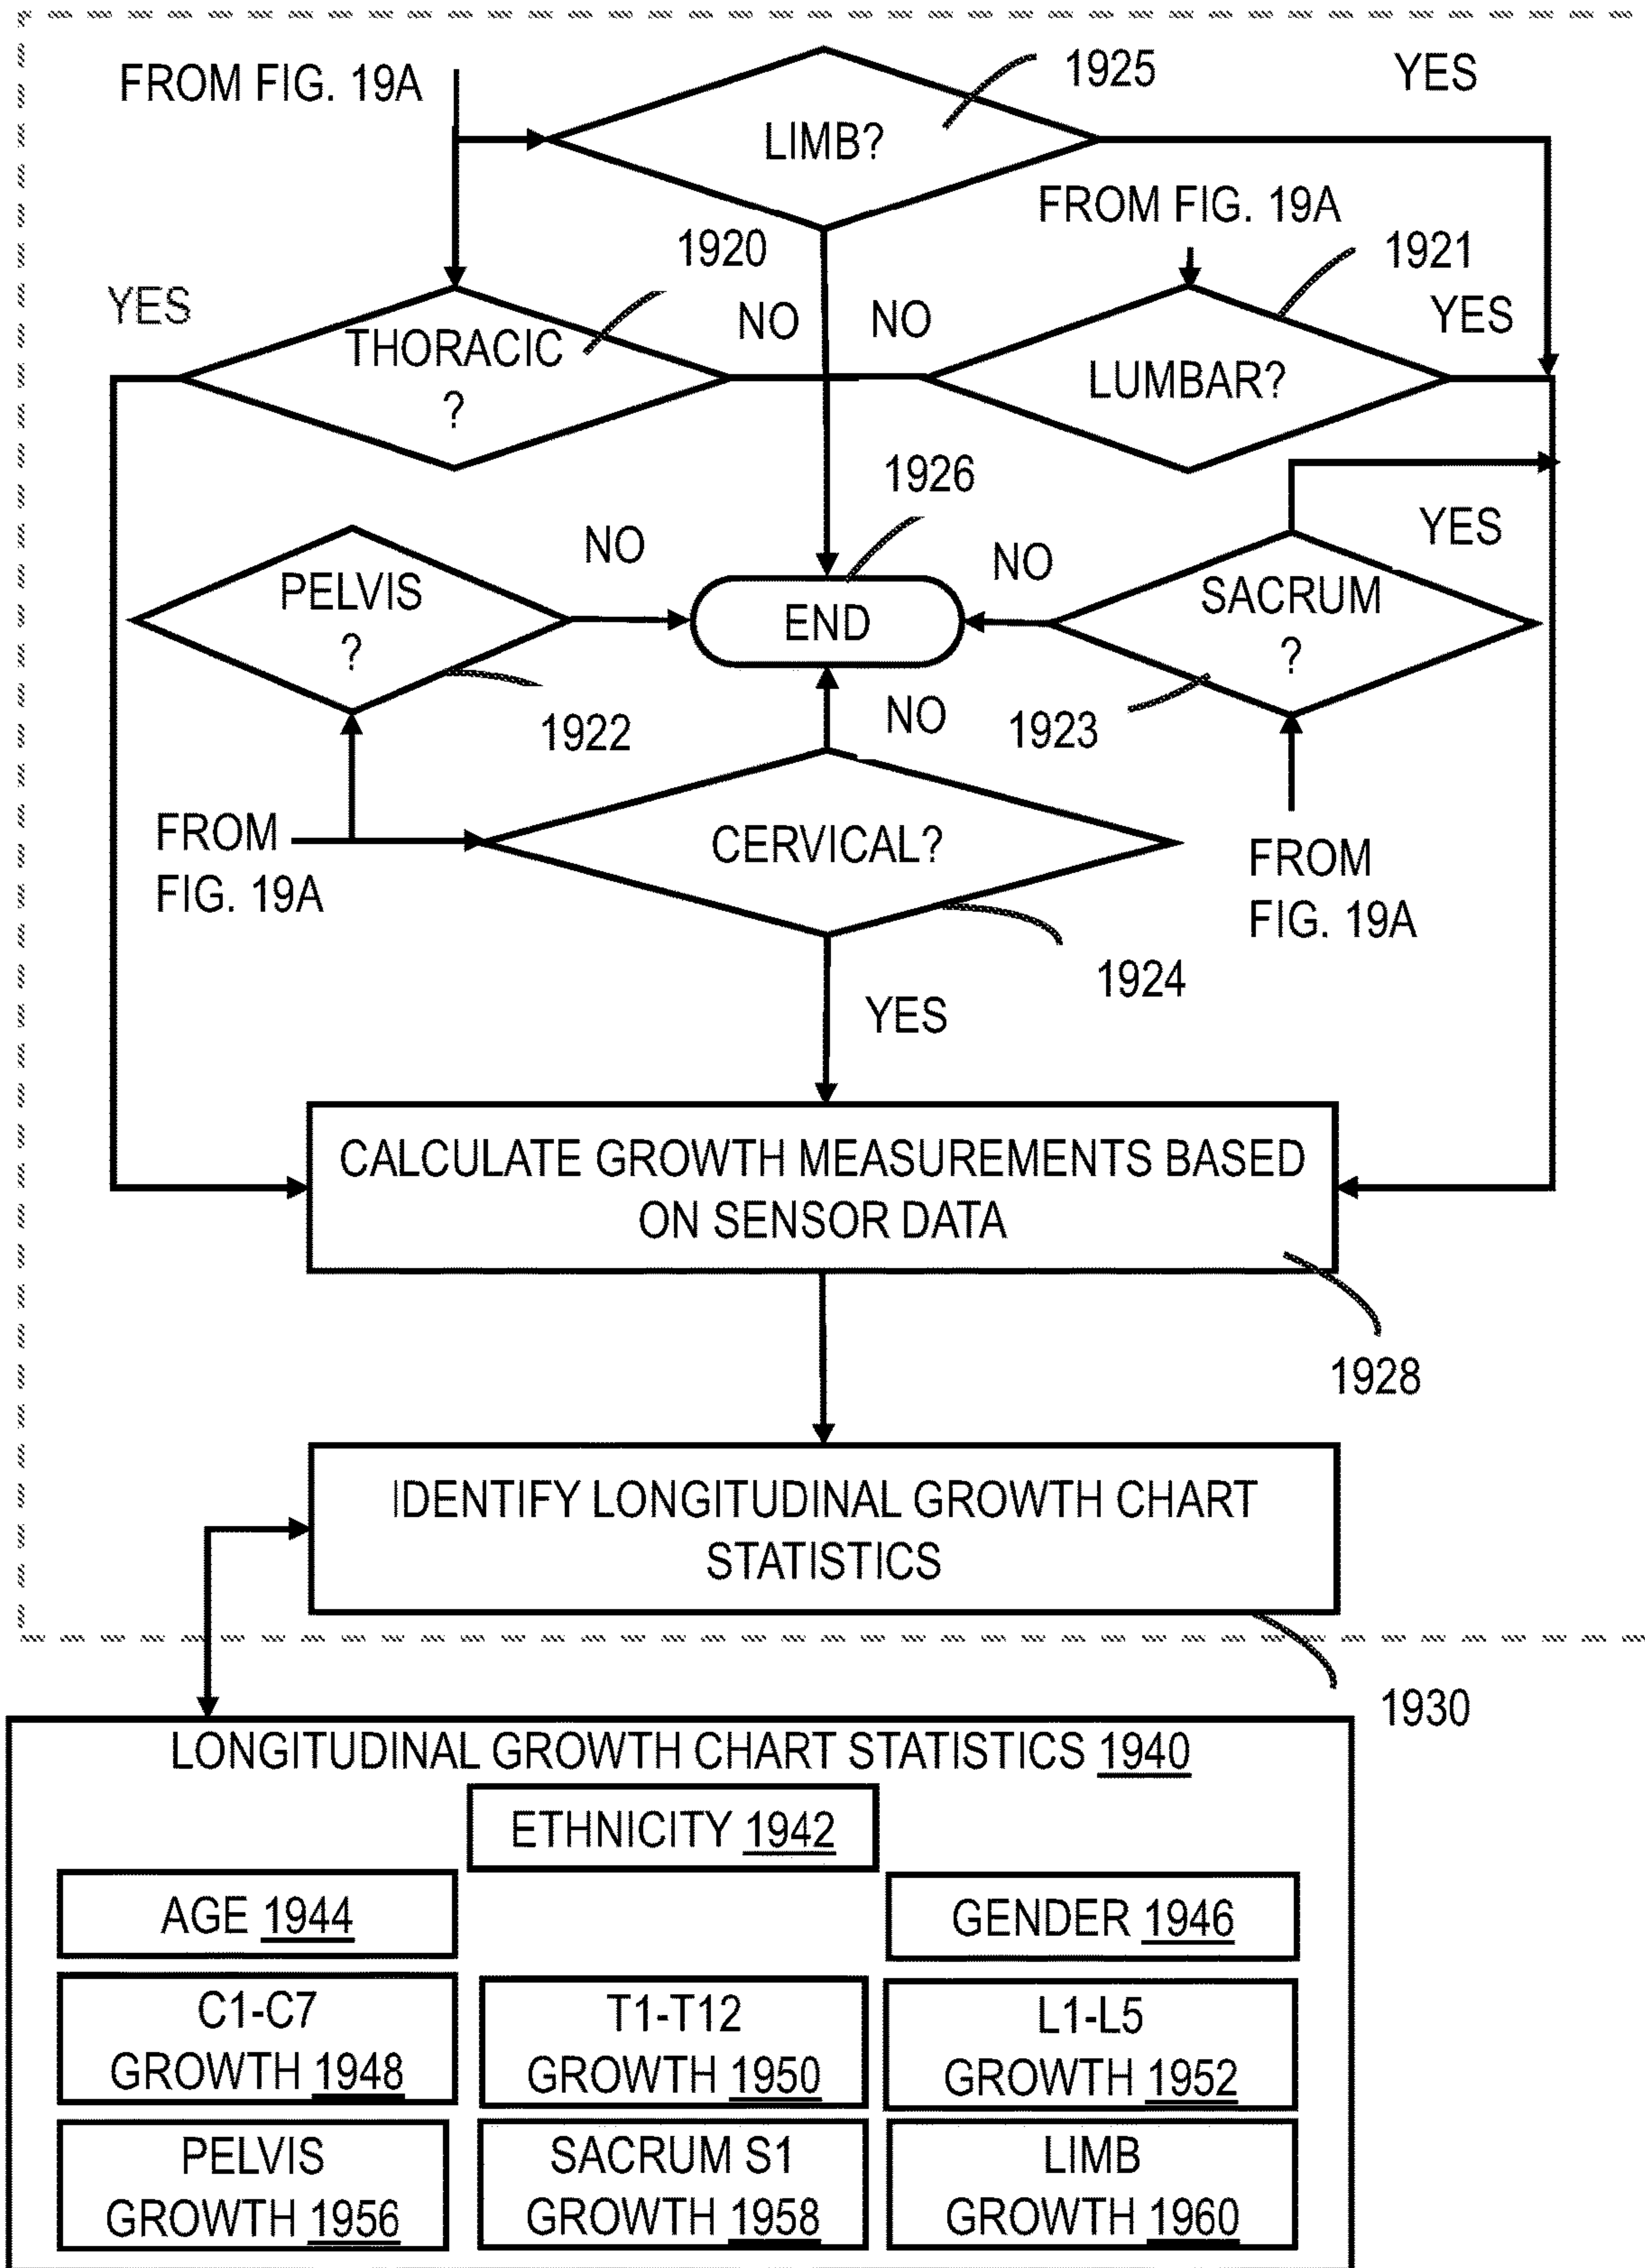 FROM FIG. 19A
1925
YES
LIMB?
FROM FIG. 19A
1920
1921
YES
NO
NO
YES
THORACIC
?
LUMBAR?
1926
YES
NO
NO
PELVIS
?
END
SACRUM
?
1922
NO
1923
FROM
FIG. 19A
CERVICAL?
FROM
FIG. 19A
1924
YES
CALCULATE GROWTH MEASUREMENTS BASED
ON SENSOR DATA
1928
IDENTIFY LONGITUDINAL GROWTH CHART
STATISTICS
1930
LONGITUDINAL GROWTH CHART STATISTICS 1940
ETHNICITY 1942
AGE 1944
GENDER 1946
C1-C7
GROWTH 1948
T1-T12
GROWTH 1950
L1-L5
GROWTH 1952
PELVIS
GROWTH 1956
SACRUM S1
GROWTH 1958
LIMB
GROWTH 1960